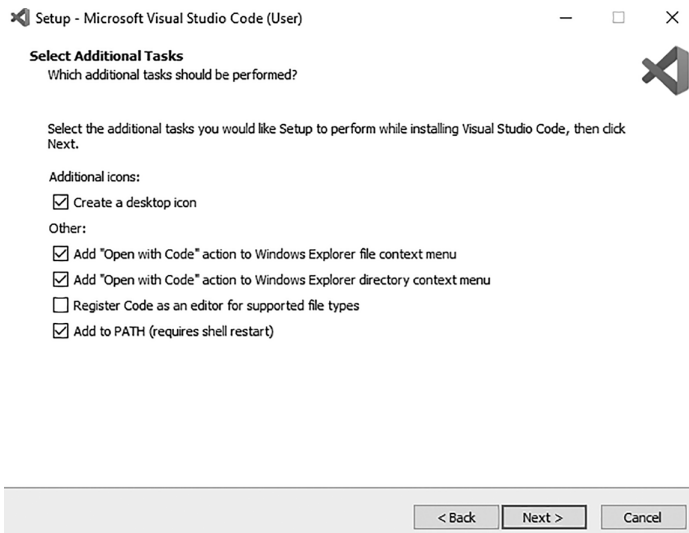 Setup - Microsoft Visual Studio Code (User)
Select Additional Tasks
Which additional tasks should be performed?
Select the additional tasks you would like Setup to perform while installing Visual Studio Code, then click
Next.
Additional icons:
Create a desktop icon
Other:
Add "Open with Code" action to Windows Explorer file context menu
Add "Open with Code" action to Windows Explorer directory context menu
Register Code as an editor for supported file types
Add to PATH (requires shell restart)
< Back Next > Cancel